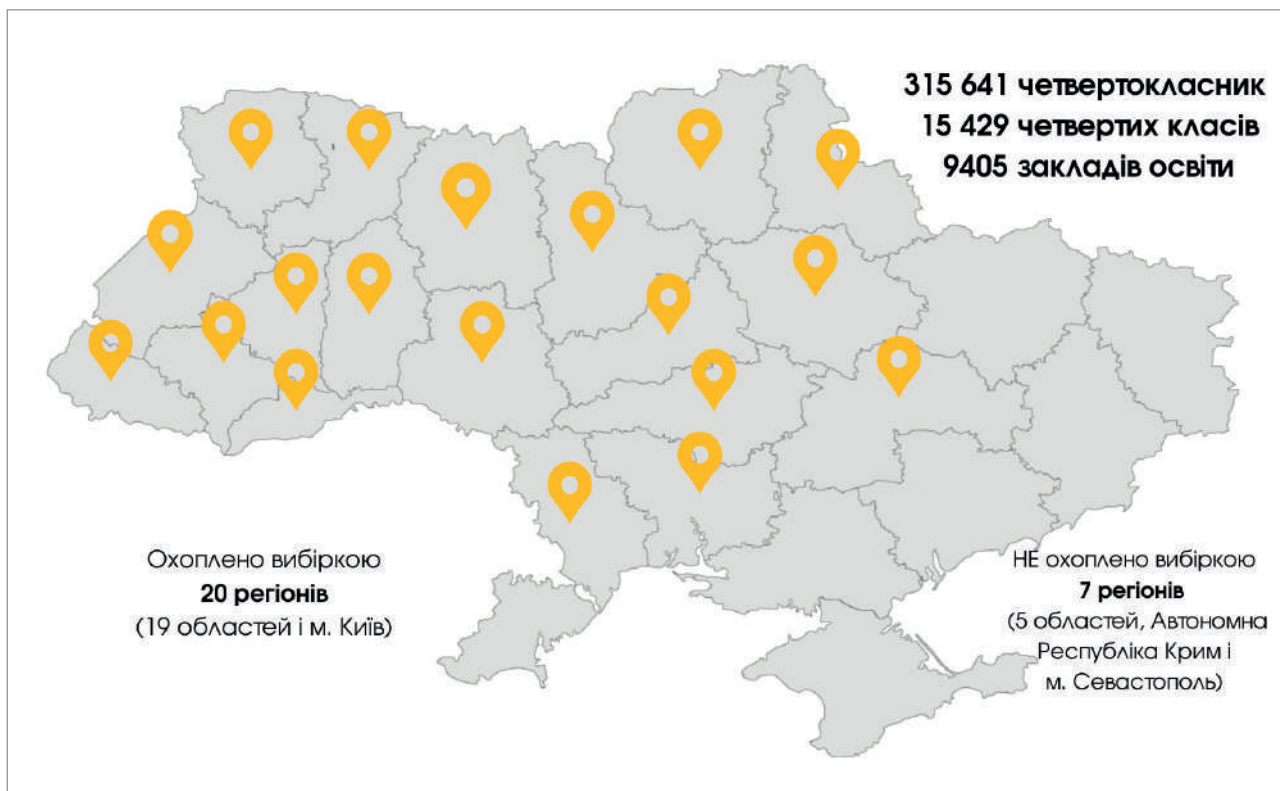 315 641 четвертокласник
15 429 четвертих класів
9405 закладів освіти
Охоплено вибіркою
20 регіонів
(19 областей і м. Київ)
НЕ охоплено вибіркою
7 регіонів
(5 областей, Автономна
Республіка Крим і
м. Севастополь)